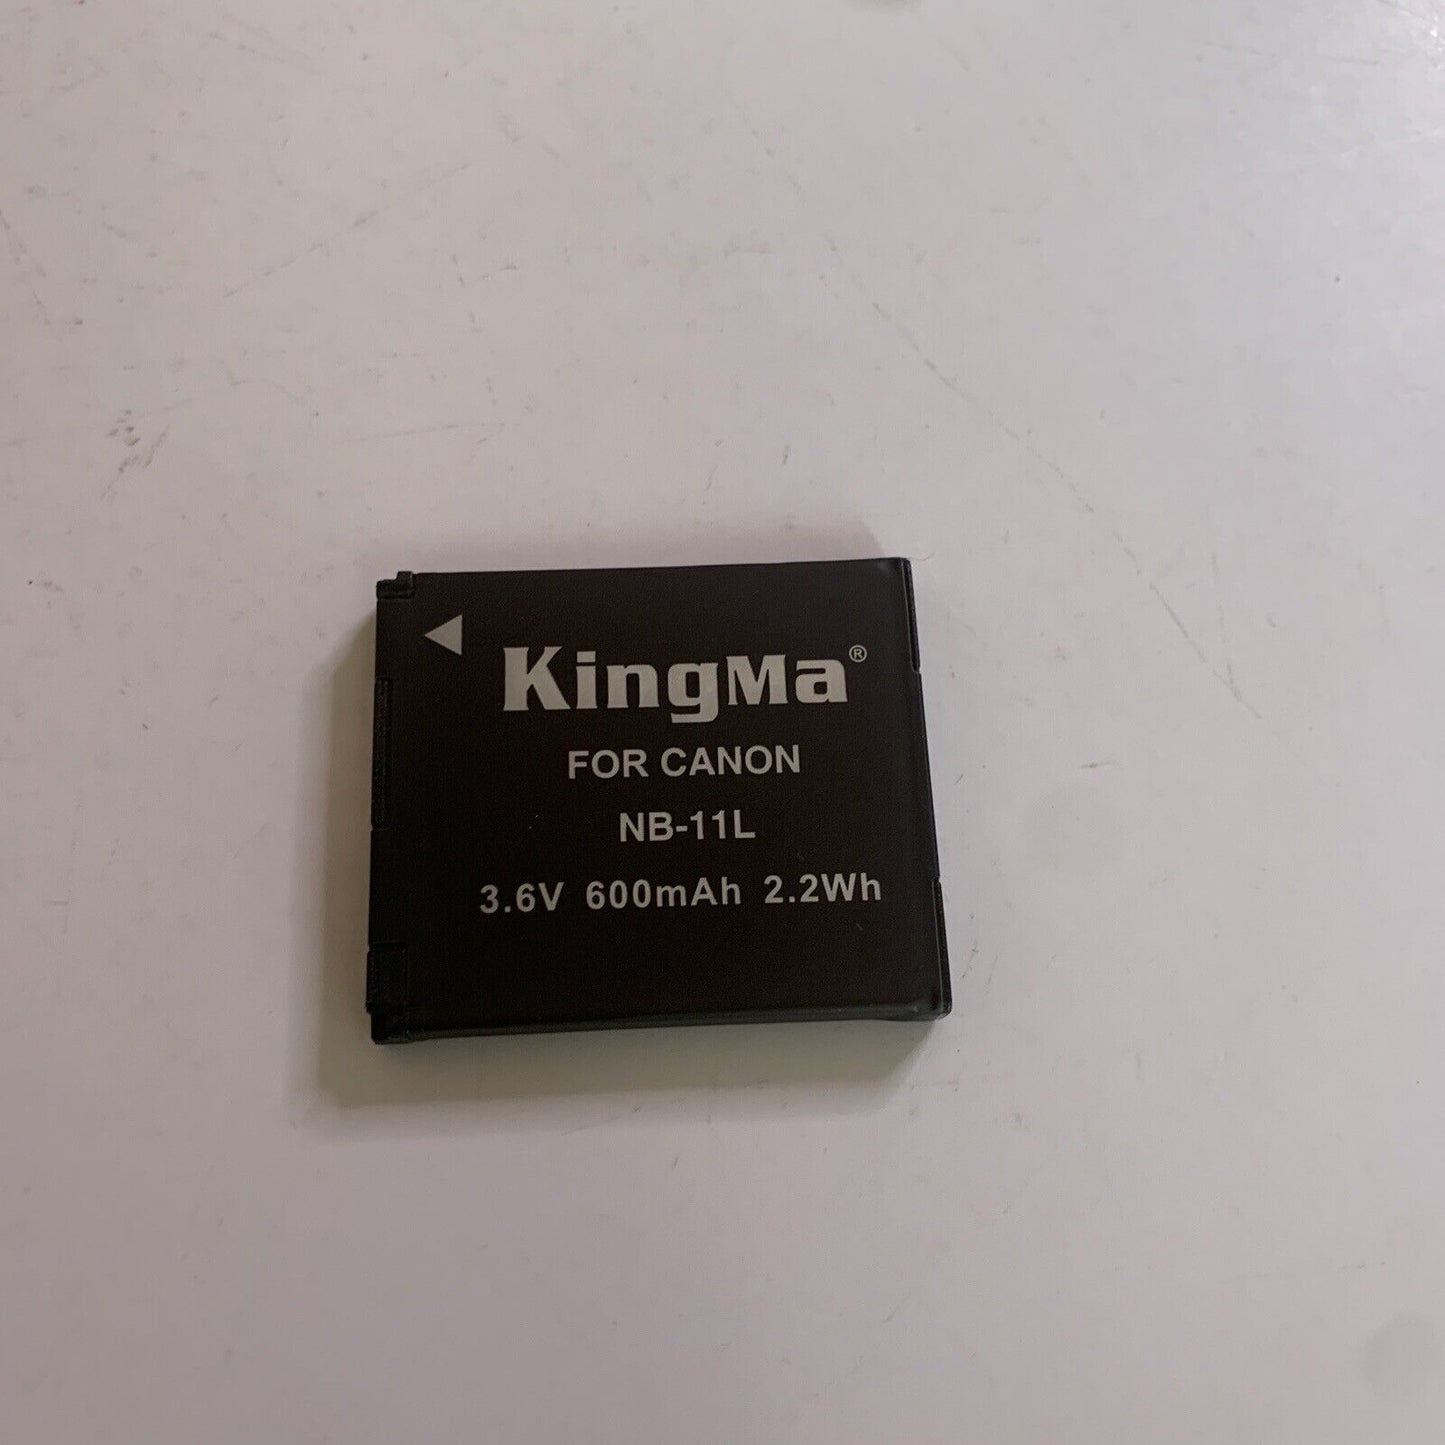 KingMa®
FOR CANON
NB-11L
3.6V 600mAh 2.2Wh